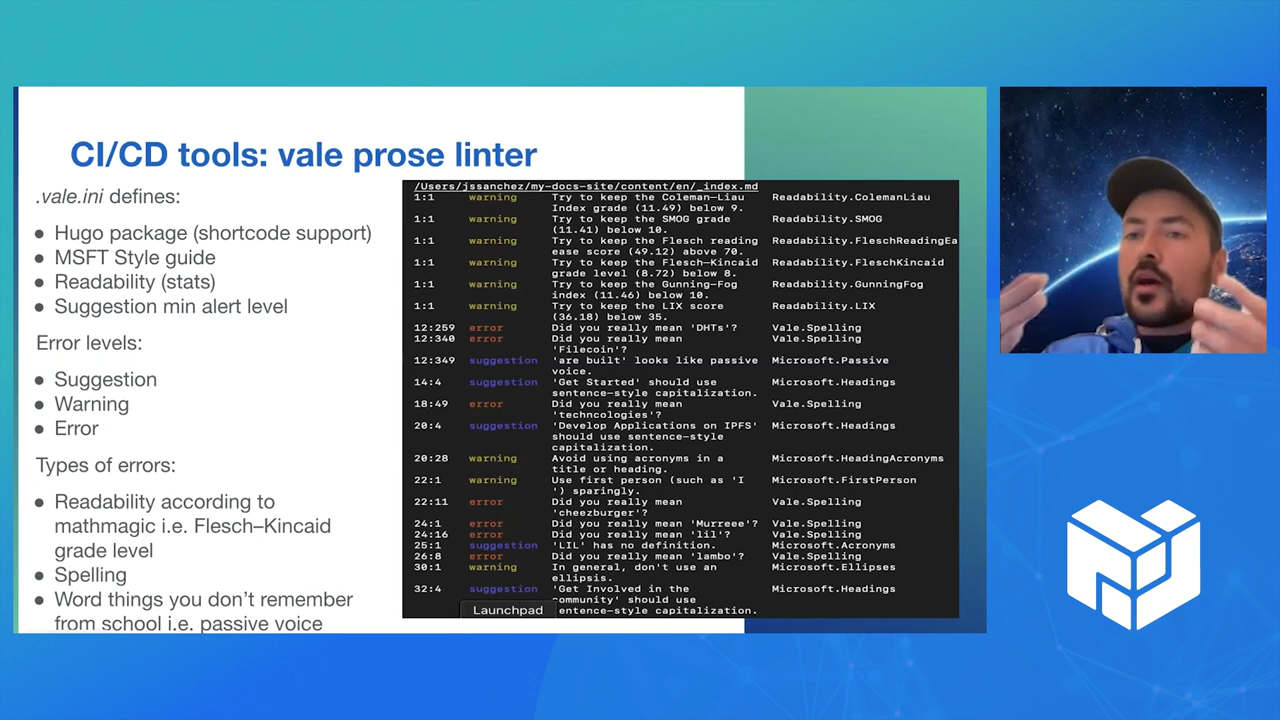 CI/CD tools: vale prose linter
.vale.ini defines:
● Hugo package (shortcode support)
● MSFT Style guide
● Readability (stats)
● Suggestion min alert level
Error levels:
● Suggestion
● Warning
● Error
Types of errors:
● Readability according to
mathmagic i.e. Flesch–Kincaid
grade level
● Spelling
● Word things you don't remember
from school i.e. passive voice
/Users/jssanchez/my-docs-site/content/en/_index.md
1:1 warning Try to keep the Coleman–Liau Readability.ColemanLiau
Index grade (11.49) below 9.
1:1 warning Try to keep the SMOG grade Readability.SMOG
(11.41) below 10.
1:1 warning Try to keep the Flesch reading Readability.FleschReadingEa
ease score (49.12) above 70.
1:1 warning Try to keep the Flesch–Kincaid Readability.FleschKincaid
grade level (8.72) below 8.
1:1 warning Try to keep the Gunning–Fog Readability.GunningFog
index (11.46) below 10.
1:1 warning Try to keep the LIX score Readability.LIX
(36.18) below 35.
12:259 error Did you really mean 'DHTs'? Vale.Spelling
12:340 error Did you really mean Vale.Spelling
'Filecoin'?
12:349 suggestion 'are built' looks like passive Microsoft.Passive
voice.
14:4 suggestion 'Get Started' should use Microsoft.Headings
sentence-style capitalization.
18:49 error Did you really mean Vale.Spelling
'techncologies'?
20:4 suggestion 'Develop Applications on IPFS' Microsoft.Headings
should use sentence-style
capitalization.
20:28 warning Avoid using acronyms in a Microsoft.HeadingAcronyms
title or heading.
22:1 warning Use first person (such as 'I Microsoft.FirstPerson
') sparingly.
22:11 error Did you really mean Vale.Spelling
'cheezburger'?
24:1 error Did you really mean 'Murreee'? Vale.Spelling
24:16 error Did you really mean 'lil'? Vale.Spelling
25:1 suggestion 'LIL' has no definition. Microsoft.Acronyms
26:8 error Did you really mean 'lambo'? Vale.Spelling
30:1 warning In general, don't use an Microsoft.Ellipses
ellipsis.
32:4 suggestion 'Get Involved in the Microsoft.Headings
community' should use
sentence-style capitalization.
Launchpad